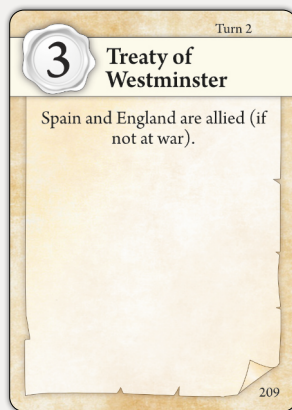 Turn 2
3
Treaty of
Westminster
Spain and England are allied (if
not at war).
209